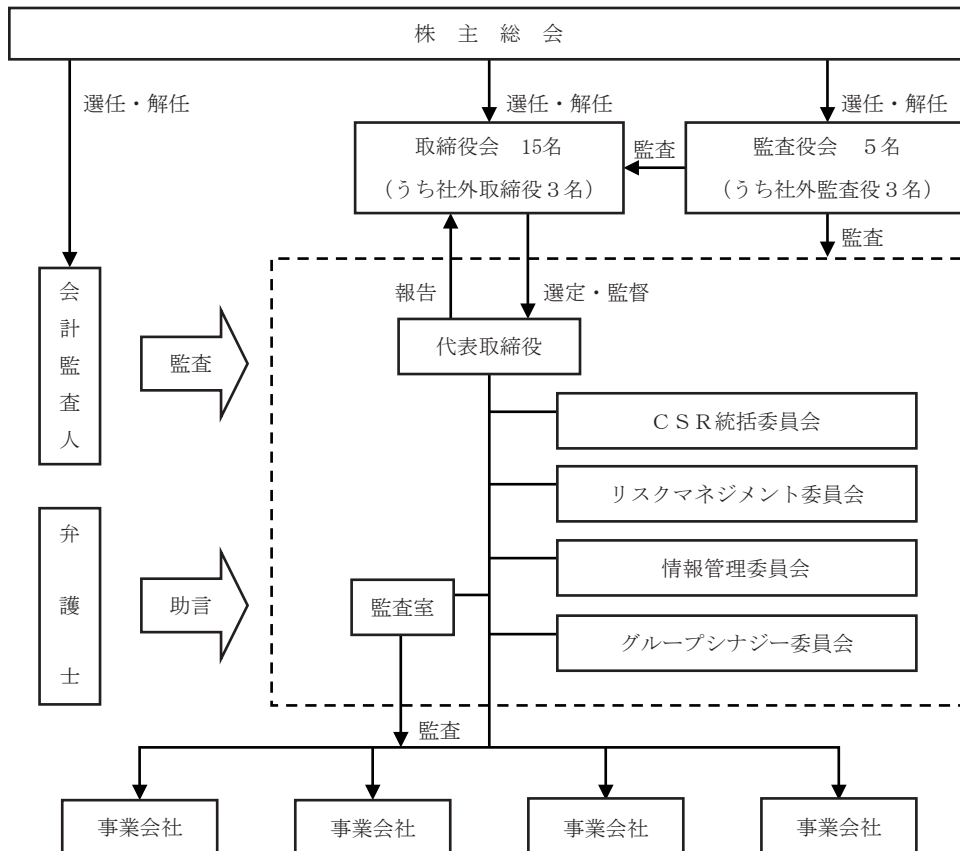 株　主　総　会
選任・解任
選任・解任
選任・解任
取締役会　15名
（うち社外取締役３名）
監査
監査役会　５名
（うち社外監査役３名）
監査
会計監査人
監査
報告
選定・監督
代表取締役
ＣＳＲ統括委員会
リスクマネジメント委員会
情報管理委員会
グループシナジー委員会
弁護士
助言
監査室
監査
事業会社
事業会社
事業会社
事業会社